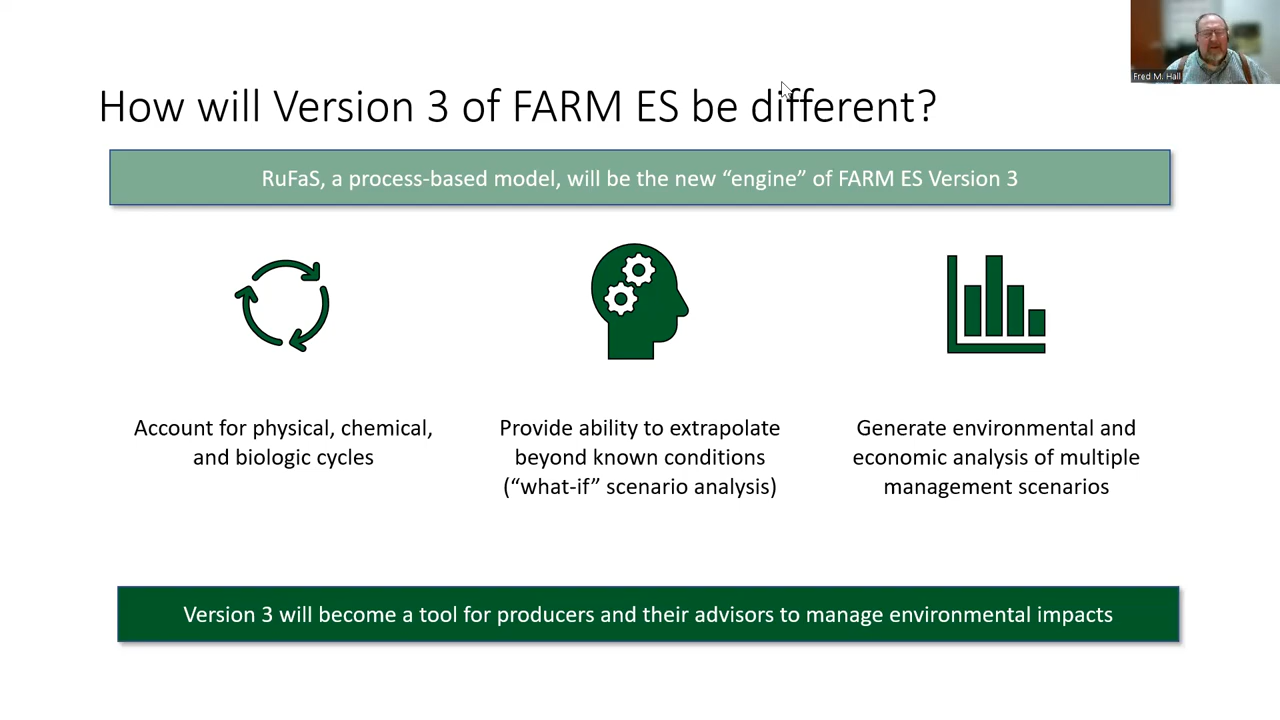 Fred M. Hall
How will Version 3 of FARM ES be different?
RuFaS, a process-based model, will be the new “engine” of FARM ES Version 3
Account for physical, chemical,
and biologic cycles
Provide ability to extrapolate
beyond known conditions
(“what-if” scenario analysis)
Generate environmental and
economic analysis of multiple
management scenarios
Version 3 will become a tool for producers and their advisors to manage environmental impacts